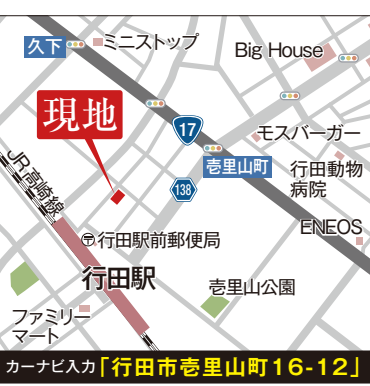 久下
ミニストップ
Big House
現地
17
モスバーガー
壱里山町
行田動物
病院
138
JR高崎線
ENEOS
〒行田駅前郵便局
行田駅
壱里山公園
ファミリー
マート
カーナビ入力「行田市壱里山町16-12」